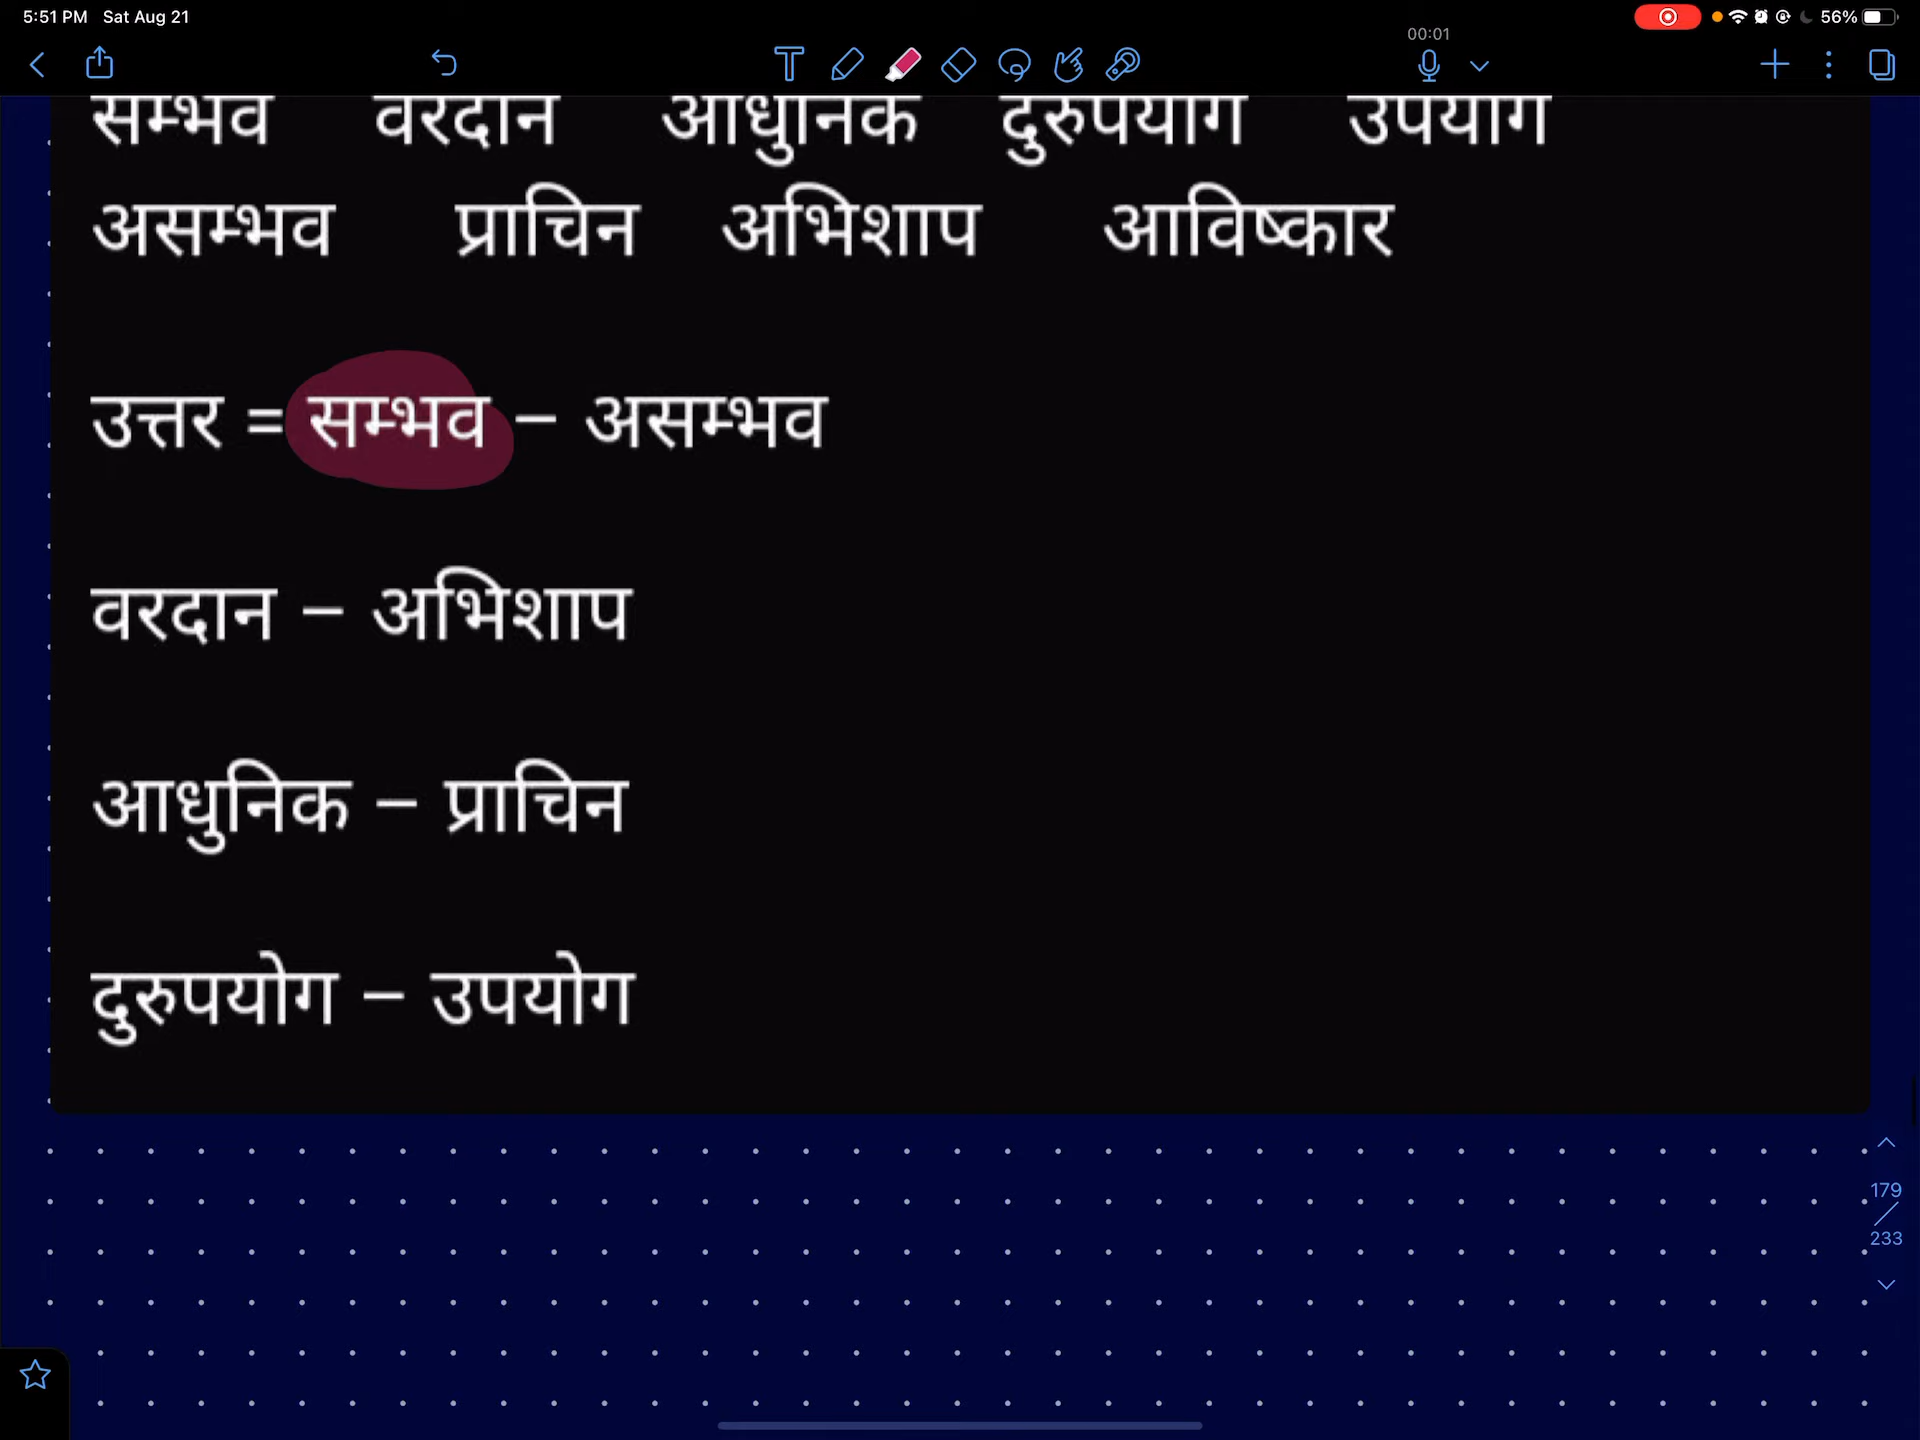 5:51 PM Sat Aug 21
56%
00:01
सम्भव वरदान आधुनिक दुरुपयोग उपयोग
असम्भव प्राचिन अभिशाप आविष्कार
उत्तर = सम्भव – असम्भव
वरदान – अभिशाप
आधुनिक – प्राचिन
दुरुपयोग – उपयोग
179
233